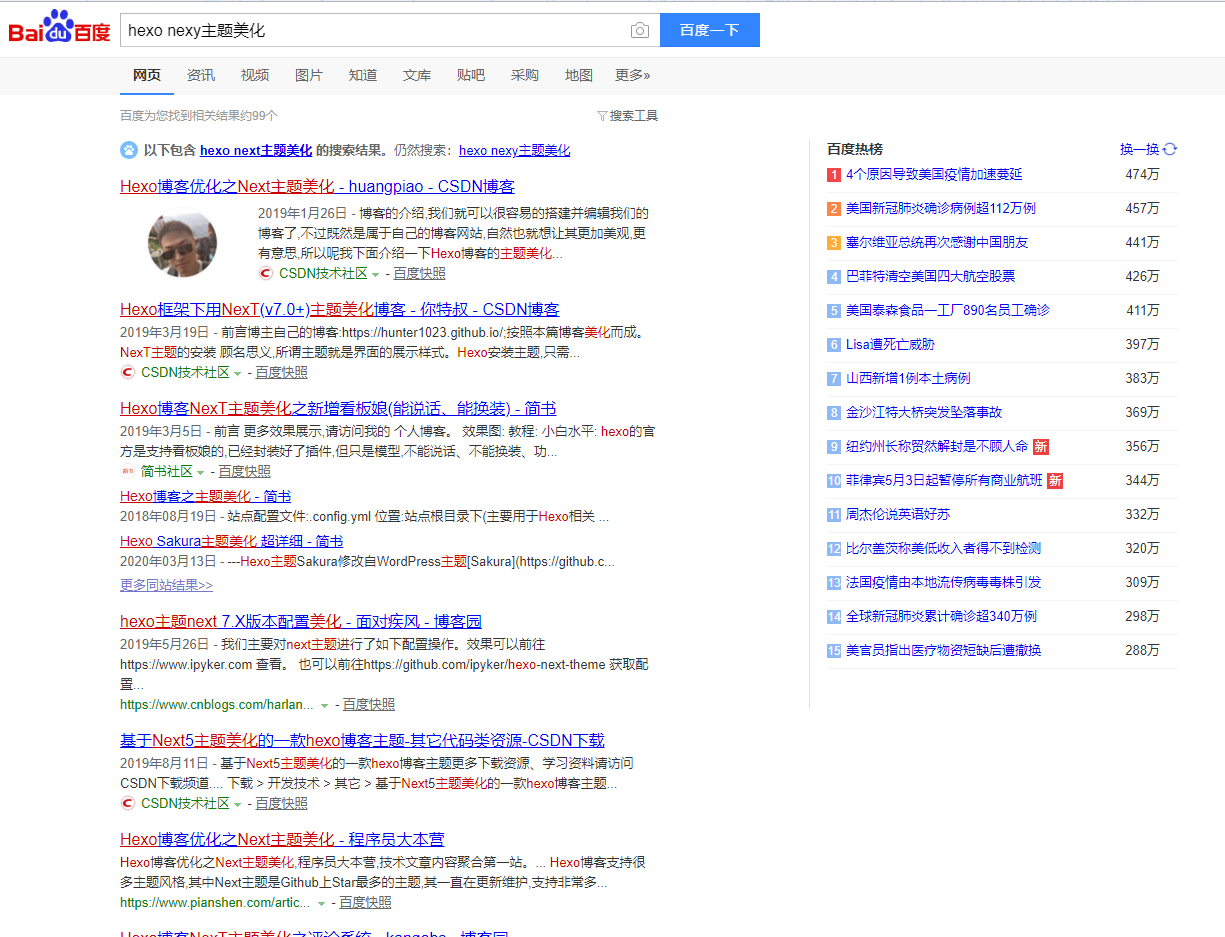 Bai du 百度
hexo nexy主题美化
百度一下
网页 资讯 视频 图片 知道 文库 贴吧 采购 地图 更多»
百度为您找到相关结果约99个
搜索工具
以下包含 hexo next主题美化 的搜索结果。仍然搜索：hexo nexy主题美化
Hexo博客优化之Next主题美化 - huangpiao - CSDN博客
2019年1月26日 - 博客的介绍,我们就可以很容易的搭建并编辑我们的
博客了,不过既然是属于自己的博客网站,自然也就想让其更加美观,更
有意思,所以呢我下面介绍一下Hexo博客的主题美化...
CSDN技术社区 - 百度快照
Hexo框架下用NexT(v7.0+)主题美化博客 - 你特叔 - CSDN博客
2019年3月19日 - 前言博主自己的博客:https://hunter1023.github.io/;按照本篇博客美化而成。
NexT主题的安装 顾名思义,所谓主题就是界面的展示样式。Hexo安装主题,只需...
CSDN技术社区 - 百度快照
Hexo博客NexT主题美化之新增看板娘(能说话、能换装) - 简书
2019年3月5日 - 前言 更多效果展示,请访问我的 个人博客。 效果图: 教程: 小白水平: hexo的官
方是支持看板娘的,已经封装好了插件,但只是模型,不能说话、不能换装、功...
简书社区 - 百度快照
Hexo博客之主题美化 - 简书
2018年08月19日 - 站点配置文件:.config.yml 位置:站点根目录下(主要用于Hexo相关 ...
Hexo Sakura主题美化 超详细 - 简书
2020年03月13日 - ---Hexo主题Sakura修改自WordPress主题[Sakura](https://github.c...
更多同站结果>>
hexo主题next 7.X版本配置美化 - 面对疾风 - 博客园
2019年5月26日 - 我们主要对next主题进行了如下配置操作。效果可以前往
https://www.ipyker.com 查看。 也可以前往https://github.com/ipyker/hexo-next-theme 获取配
置...
https://www.cnblogs.com/harlan... - 百度快照
基于Next5主题美化的一款hexo博客主题-其它代码类资源-CSDN下载
2019年8月11日 - 基于Next5主题美化的一款hexo博客主题更多下载资源、学习资料请访问
CSDN下载频道.... 下载 > 开发技术 > 其它 > 基于Next5主题美化的一款hexo博客主题...
CSDN技术社区 - 百度快照
Hexo博客优化之Next主题美化 - 程序员大本营
Hexo博客优化之Next主题美化,程序员大本营,技术文章内容聚合第一站。... Hexo博客支持很
多主题风格,其中Next主题是Github上Star最多的主题,其一直在更新维护,支持非常多...
https://www.pianshen.com/artic... - 百度快照
Hexo博客NexT主题美化之评论系统 - kangaba - 博客园
百度热榜 换一换
1 4个原因导致美国疫情加速蔓延 474万
2 美国新冠肺炎确诊病例超112万例 457万
3 塞尔维亚总统再次感谢中国朋友 441万
4 巴菲特清空美国四大航空股票 426万
5 美国泰森食品一工厂890名员工确诊 411万
6 Lisa遭死亡威胁 397万
7 山西新增1例本土病例 383万
8 金沙江特大桥突发坠落事故 369万
9 纽约州长称贸然解封是不顾人命 新 356万
10 菲律宾5月3日起暂停所有商业航班 新 344万
11 周杰伦说英语好苏 332万
12 比尔盖茨称美低收入者得不到检测 320万
13 法国疫情由本地流传病毒毒株引发 309万
14 全球新冠肺炎累计确诊超340万例 298万
15 美官员指出医疗物资短缺后遭撤换 288万